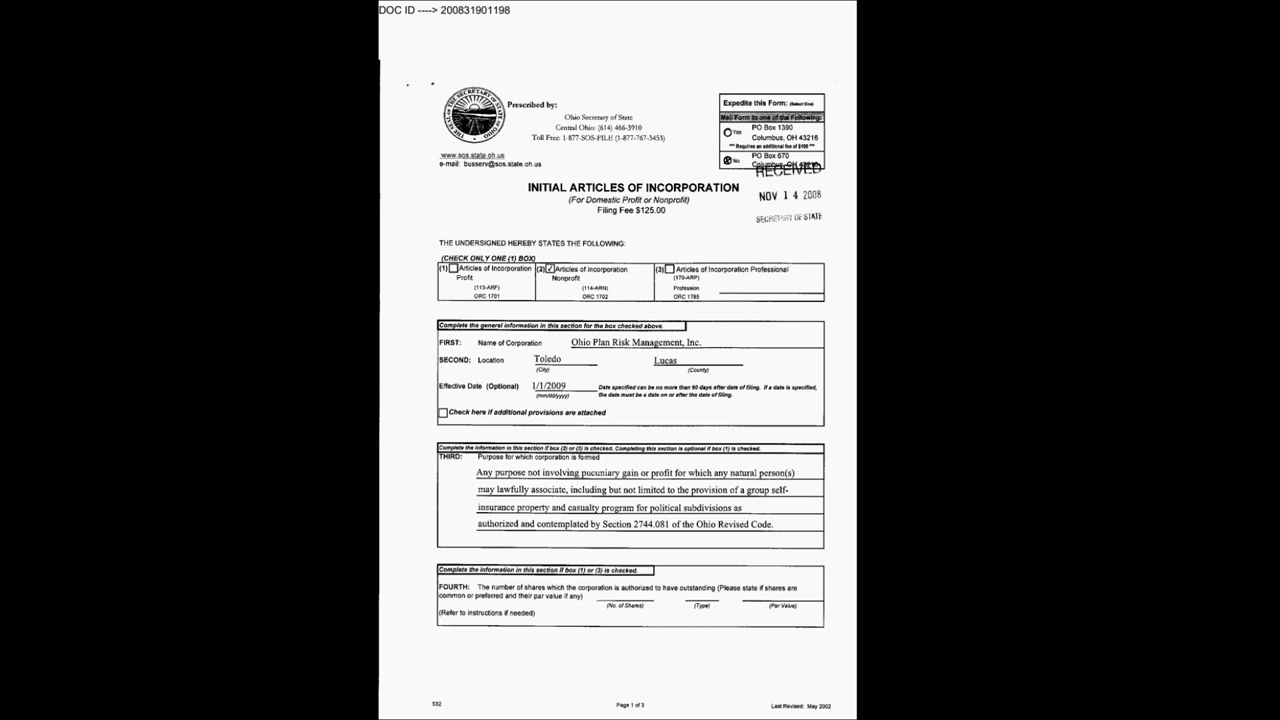 DOC ID ----> 200831901198
THE SECRETARY OF STATE OF OHIO
Prescribed by:
Ohio Secretary of State
Central Ohio: (614) 466-3910
Toll Free: 1-877-SOS-FILE (1-877-767-3453)
www.sos.state.oh.us
e-mail: busserv@sos.state.oh.us
Expedite this Form: (Select One)
Mail Form to one of the Following:
Yes
PO Box 1390
Columbus, OH 43216
*** Requires an additional fee of $100 ***
No
PO Box 670
Columbus, OH 43216
RECEIVED
NOV 14 2008
SECRETARY OF STATE
INITIAL ARTICLES OF INCORPORATION
(For Domestic Profit or Nonprofit)
Filing Fee $125.00
THE UNDERSIGNED HEREBY STATES THE FOLLOWING:
(CHECK ONLY ONE (1) BOX)
(1) Articles of Incorporation
Profit
(113-ARF)
ORC 1701
(2) Articles of Incorporation
Nonprofit
(114-ARN)
ORC 1702
(3) Articles of Incorporation Professional
(170-ARP)
Profession
ORC 1785
Complete the general information in this section for the box checked above.
FIRST: Name of Corporation Ohio Plan Risk Management, Inc.
SECOND: Location Toledo Lucas
(City) (County)
Effective Date (Optional) 1/1/2009 Date specified can be no more than 90 days after date of filing. If a date is specified,
(mm/dd/yyyy) the date must be a date on or after the date of filing.
Check here if additional provisions are attached
Complete the information in this section if box (2) or (3) is checked. Completing this section is optional if box (1) is checked.
THIRD: Purpose for which corporation is formed
Any purpose not involving pucuniary gain or profit for which any natural person(s)
may lawfully associate, including but not limited to the provision of a group self-
insurance property and casualty program for political subdivisions as
authorized and contemplated by Section 2744.081 of the Ohio Revised Code.
Complete the information in this section if box (1) or (3) is checked.
FOURTH: The number of shares which the corporation is authorized to have outstanding (Please state if shares are
common or preferred and their par value if any)
(No. of Shares) (Type) (Par Value)
(Refer to Instructions if needed)
532 Page 1 of 3 Last Revised: May 2002